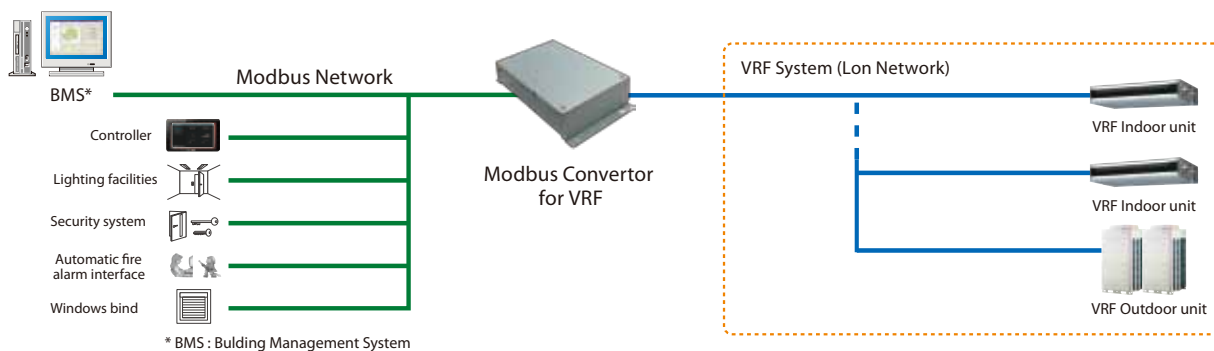 Modbus Network
BMS*
Controller
Lighting facilities
Security system
Automatic fire
alarm interface
Windows bind
* BMS : Bulding Management System
Modbus Convertor
for VRF
VRF System (Lon Network)
VRF Indoor unit
VRF Indoor unit
VRF Outdoor unit